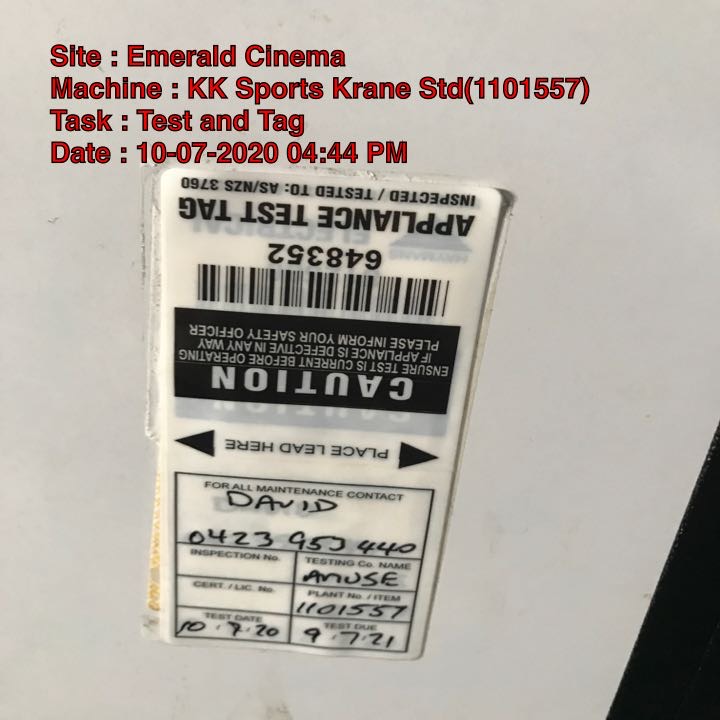 Site : Emerald Cinema
Machine : KK Sports Krane Std(1101557)
Task : Test and Tag
Date : 10-07-2020 04:44 PM
INSPECTED / TESTED TO: AS/NZS 3760
APPLIANCE TEST TAG
648352
CAUTION
ENSURE TEST IS CURRENT BEFORE OPERATING
IF APPLIANCE IS DEFECTIVE IN ANY WAY
PLEASE INFORM YOUR SAFETY OFFICER
PLACE LEAD HERE
FOR ALL MAINTENANCE CONTACT
DAVID
0423 953 440
INSPECTION No.
TESTING Co. NAME
AMUSE
CERT. / LIC. No.
PLANT No. / ITEM
1101557
TEST DATE
10.7.20
TEST DUE
9.7.21